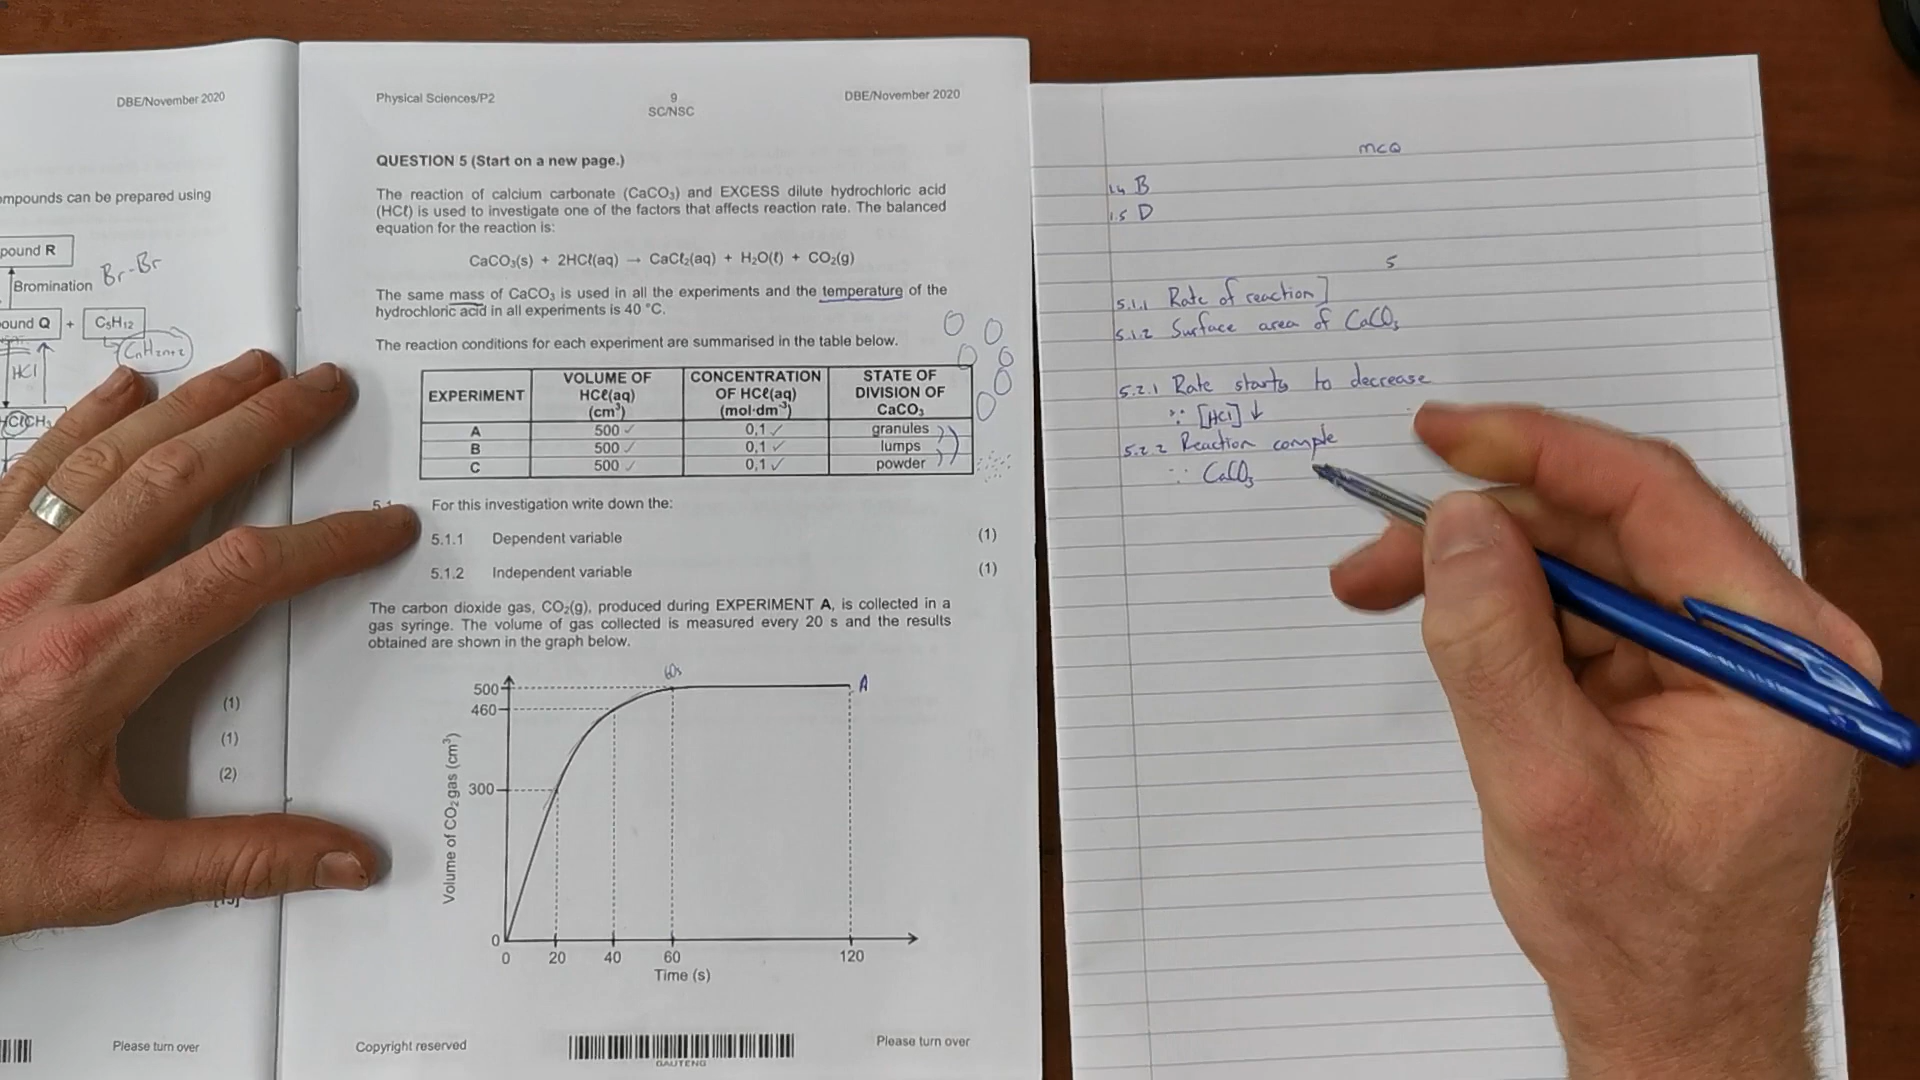 DBE/November 2020
ompounds can be prepared using
pound R
Br-Br
Bromination
ound Q + C₅H₁₂
CnH2n+2
HCl
HClCH₃
(1)
(1)
(2)
Please turn over
Physical Sciences/P2
9
SC/NSC
DBE/November 2020
QUESTION 5 (Start on a new page.)
The reaction of calcium carbonate (CaCO₃) and EXCESS dilute hydrochloric acid
(HCℓ) is used to investigate one of the factors that affects reaction rate. The balanced
equation for the reaction is:
CaCO₃(s) + 2HCℓ(aq) → CaCℓ₂(aq) + H₂O(ℓ) + CO₂(g)
The same mass of CaCO₃ is used in all the experiments and the temperature of the
hydrochloric acid in all experiments is 40 °C.
The reaction conditions for each experiment are summarised in the table below.
EXPERIMENT
VOLUME OF
HCℓ(aq)
(cm³)
CONCENTRATION
OF HCℓ(aq)
(mol·dm⁻³)
STATE OF
DIVISION OF
CaCO₃
A 500 ✓ 0,1 ✓ granules
B 500 ✓ 0,1 ✓ lumps
C 500 ✓ 0,1 ✓ powder
5.1 For this investigation write down the:
5.1.1 Dependent variable (1)
5.1.2 Independent variable (1)
The carbon dioxide gas, CO₂(g), produced during EXPERIMENT A, is collected in a
gas syringe. The volume of gas collected is measured every 20 s and the results
obtained are shown in the graph below.
60s
A
500
460
300
0
Volume of CO₂ gas (cm³)
0 20 40 60 120
Time (s)
Copyright reserved
GAUTENG
Please turn over
MCQ
1.4 B
1.5 D
5
5.1.1 Rate of reaction]
5.1.2 Surface area of CaCO₃
5.2.1 Rate starts to decrease
∵ [HCl] ↓
5.2.2 Reaction comple
∵ CaCO₃